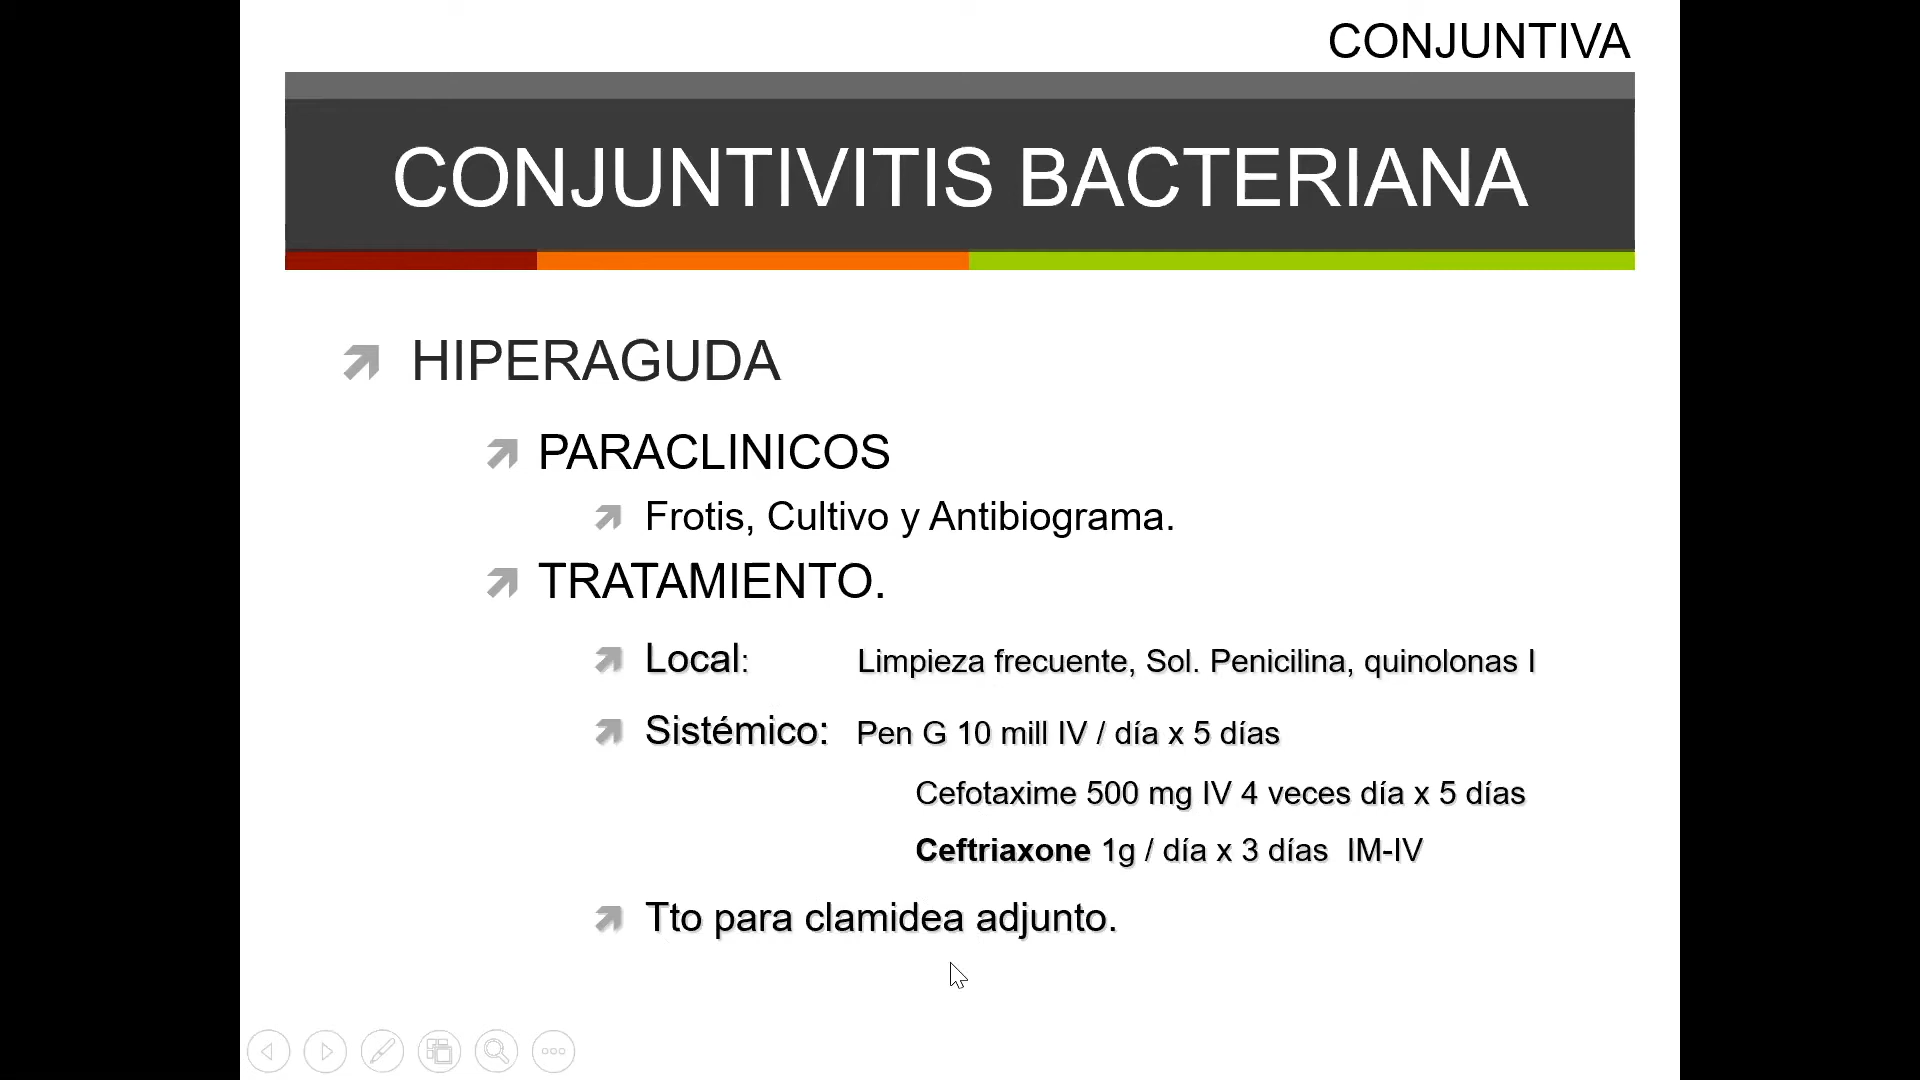 CONJUNTIVA
CONJUNTIVITIS BACTERIANA
HIPERAGUDA
PARACLINICOS
Frotis, Cultivo y Antibiograma.
TRATAMIENTO.
Local: Limpieza frecuente, Sol. Penicilina, quinolonas I
Sistémico: Pen G 10 mill IV / día x 5 días
Cefotaxime 500 mg IV 4 veces día x 5 días
Ceftriaxone 1g / día x 3 días IM-IV
Tto para clamidea adjunto.